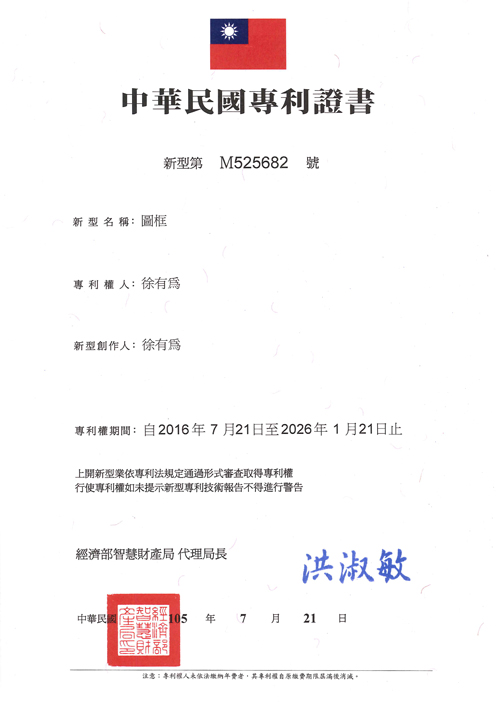 中華民國專利證書
新型第 M525682 號
新型名稱：圖框
專利權人：徐有為
新型創作人：徐有為
專利權期間：自2016年 7 月21日至2026年 1 月21日止
上開新型業依專利法規定通過形式審查取得專利權
行使專利權如未提示新型專利技術報告不得進行警告
經濟部智慧財產局 代理局長 洪淑敏
中華民國 105 年 7 月 21 日
經濟部智慧財產局印
注意：專利權人未依法繳納年費者，其專利權自原繳費期限屆滿後消滅。